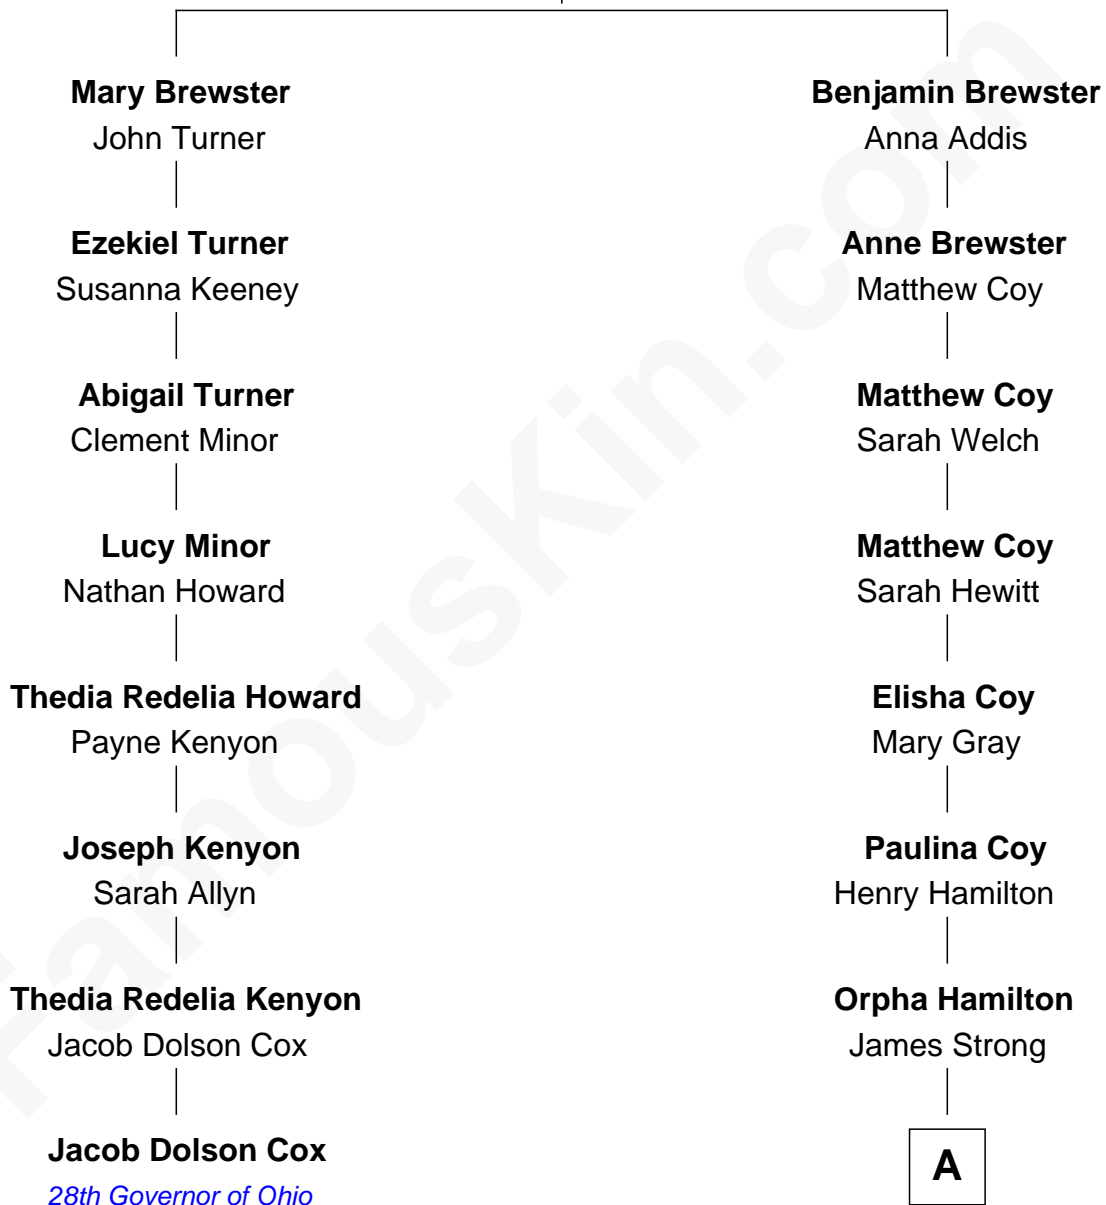 Mary Brewster
John Turner
Ezekiel Turner
Susanna Keeney
Abigail Turner
Clement Minor
Lucy Minor
Nathan Howard
Thedia Redelia Howard
Payne Kenyon
Joseph Kenyon
Sarah Allyn
Thedia Redelia Kenyon
Jacob Dolson Cox
Jacob Dolson Cox
28th Governor of Ohio
Benjamin Brewster
Anna Addis
Anne Brewster
Matthew Coy
Matthew Coy
Sarah Welch
Matthew Coy
Sarah Hewitt
Elisha Coy
Mary Gray
Paulina Coy
Henry Hamilton
Orpha Hamilton
James Strong
A
FamousKin.com